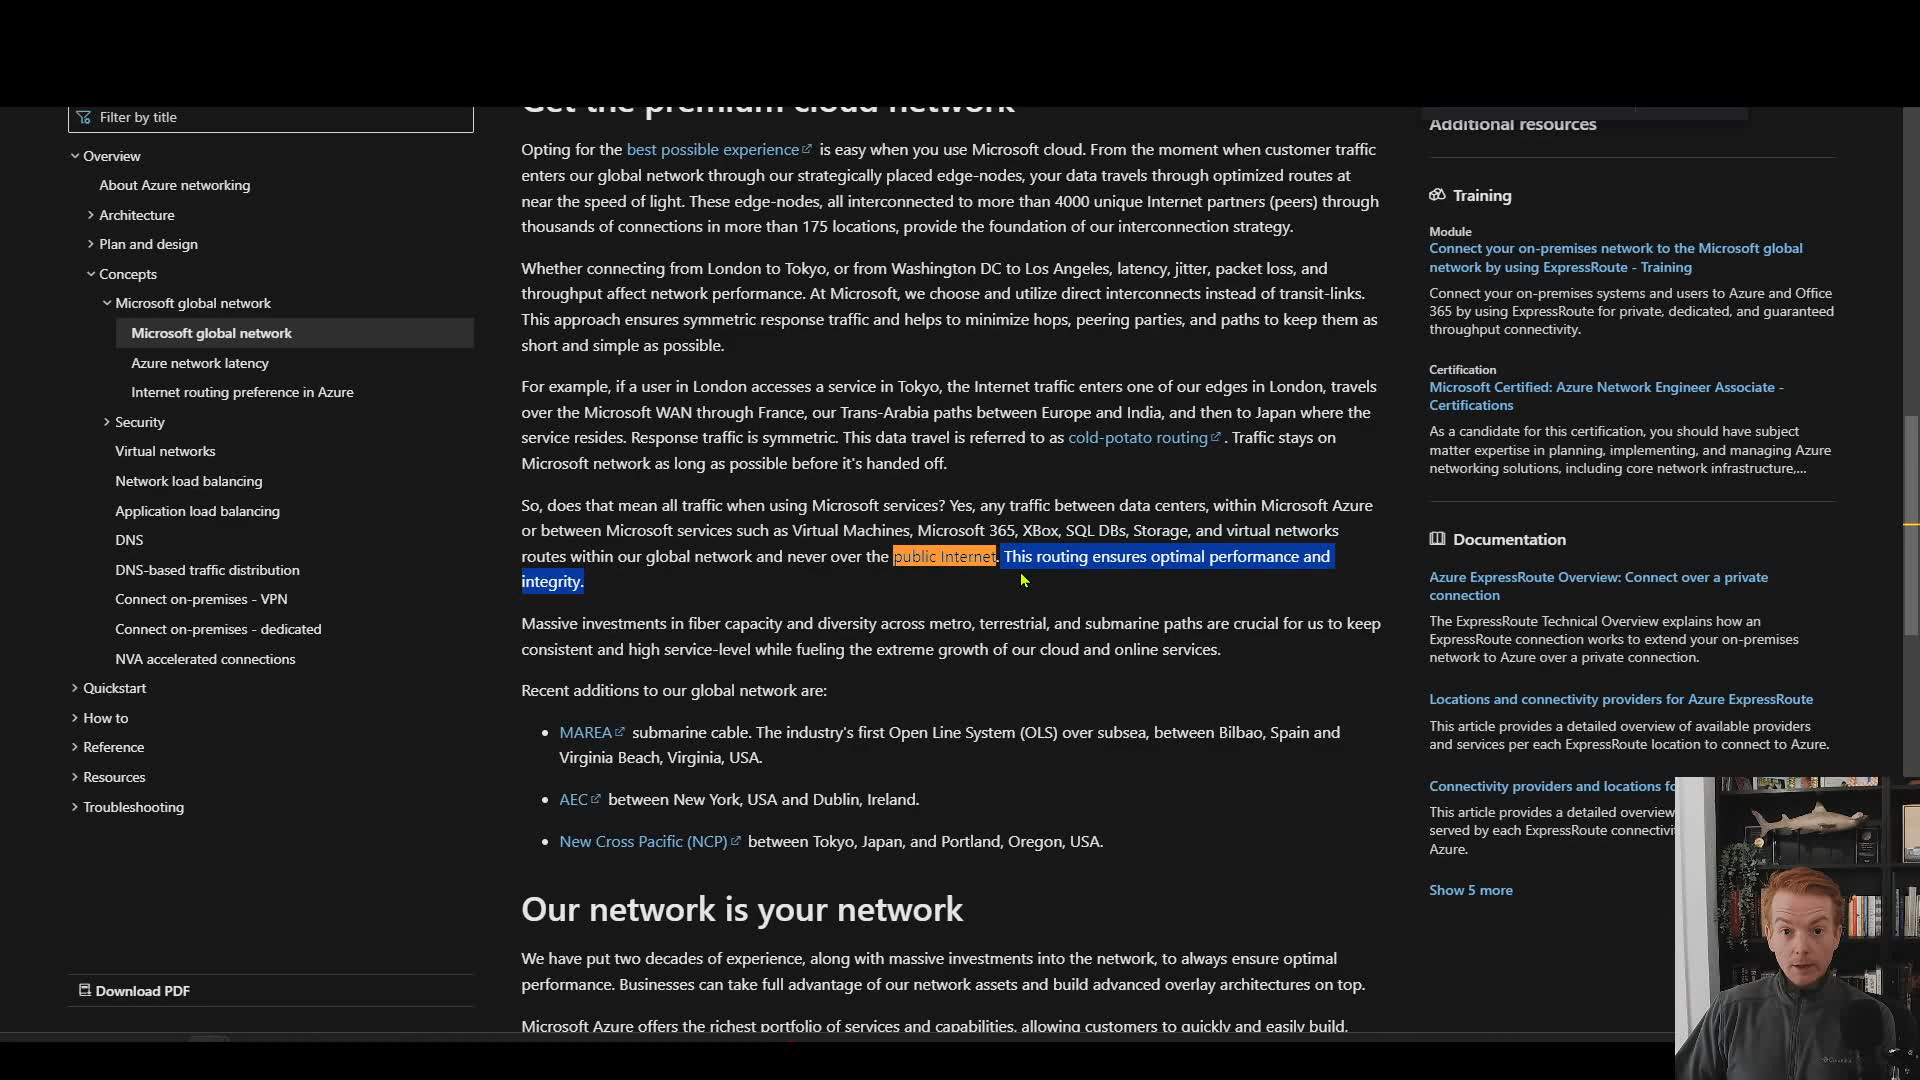 Get the premium cloud network
Filter by title
Overview
About Azure networking
Architecture
Plan and design
Concepts
Microsoft global network
Microsoft global network
Azure network latency
Internet routing preference in Azure
Security
Virtual networks
Network load balancing
Application load balancing
DNS
DNS-based traffic distribution
Connect on-premises - VPN
Connect on-premises - dedicated
NVA accelerated connections
Quickstart
How to
Reference
Resources
Troubleshooting
Download PDF
Opting for the best possible experience is easy when you use Microsoft cloud. From the moment when customer traffic
enters our global network through our strategically placed edge-nodes, your data travels through optimized routes at
near the speed of light. These edge-nodes, all interconnected to more than 4000 unique Internet partners (peers) through
thousands of connections in more than 175 locations, provide the foundation of our interconnection strategy.
Whether connecting from London to Tokyo, or from Washington DC to Los Angeles, latency, jitter, packet loss, and
throughput affect network performance. At Microsoft, we choose and utilize direct interconnects instead of transit-links.
This approach ensures symmetric response traffic and helps to minimize hops, peering parties, and paths to keep them as
short and simple as possible.
For example, if a user in London accesses a service in Tokyo, the Internet traffic enters one of our edges in London, travels
over the Microsoft WAN through France, our Trans-Arabia paths between Europe and India, and then to Japan where the
service resides. Response traffic is symmetric. This data travel is referred to as cold-potato routing . Traffic stays on
Microsoft network as long as possible before it's handed off.
So, does that mean all traffic when using Microsoft services? Yes, any traffic between data centers, within Microsoft Azure
or between Microsoft services such as Virtual Machines, Microsoft 365, XBox, SQL DBs, Storage, and virtual networks
routes within our global network and never over the public Internet. This routing ensures optimal performance and
integrity.
Massive investments in fiber capacity and diversity across metro, terrestrial, and submarine paths are crucial for us to keep
consistent and high service-level while fueling the extreme growth of our cloud and online services.
Recent additions to our global network are:
• MAREA submarine cable. The industry's first Open Line System (OLS) over subsea, between Bilbao, Spain and
Virginia Beach, Virginia, USA.
• AEC between New York, USA and Dublin, Ireland.
• New Cross Pacific (NCP) between Tokyo, Japan, and Portland, Oregon, USA.
Our network is your network
We have put two decades of experience, along with massive investments into the network, to always ensure optimal
performance. Businesses can take full advantage of our network assets and build advanced overlay architectures on top.
Microsoft Azure offers the richest portfolio of services and capabilities, allowing customers to quickly and easily build,
Additional resources
Training
Module
Connect your on-premises network to the Microsoft global
network by using ExpressRoute - Training
Connect your on-premises systems and users to Azure and Office
365 by using ExpressRoute for private, dedicated, and guaranteed
throughput connectivity.
Certification
Microsoft Certified: Azure Network Engineer Associate -
Certifications
As a candidate for this certification, you should have subject
matter expertise in planning, implementing, and managing Azure
networking solutions, including core network infrastructure,...
Documentation
Azure ExpressRoute Overview: Connect over a private
connection
The ExpressRoute Technical Overview explains how an
ExpressRoute connection works to extend your on-premises
network to Azure over a private connection.
Locations and connectivity providers for Azure ExpressRoute
This article provides a detailed overview of available providers
and services per each ExpressRoute location to connect to Azure.
Connectivity providers and locations fo
This article provides a detailed overview
served by each ExpressRoute connectivi
Azure.
Show 5 more